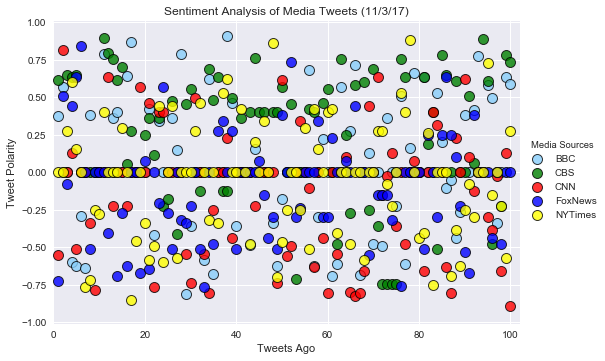 Sentiment Analysis of Media Tweets (11/3/17)
1.00
0.75
0.50
0.25
0.00
−0.25
−0.50
−0.75
−1.00
Tweet Polarity
0 20 40 60 80 100
Tweets Ago
Media Sources
BBC
CBS
CNN
FoxNews
NYTimes